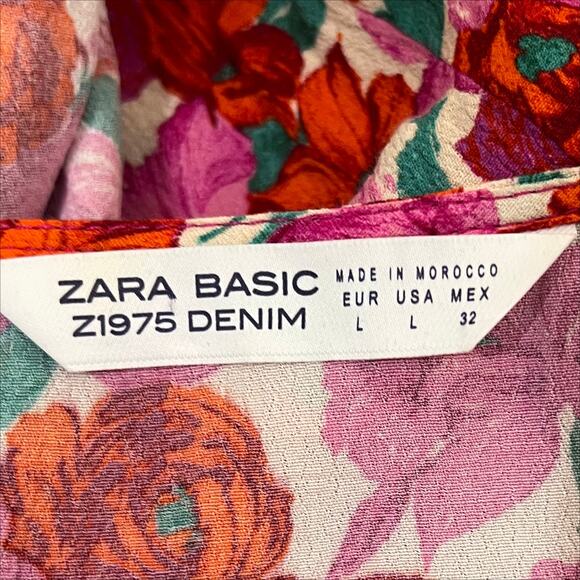 ZARA BASIC
Z1975 DENIM
MADE IN MOROCCO
EUR USA MEX
L L 32